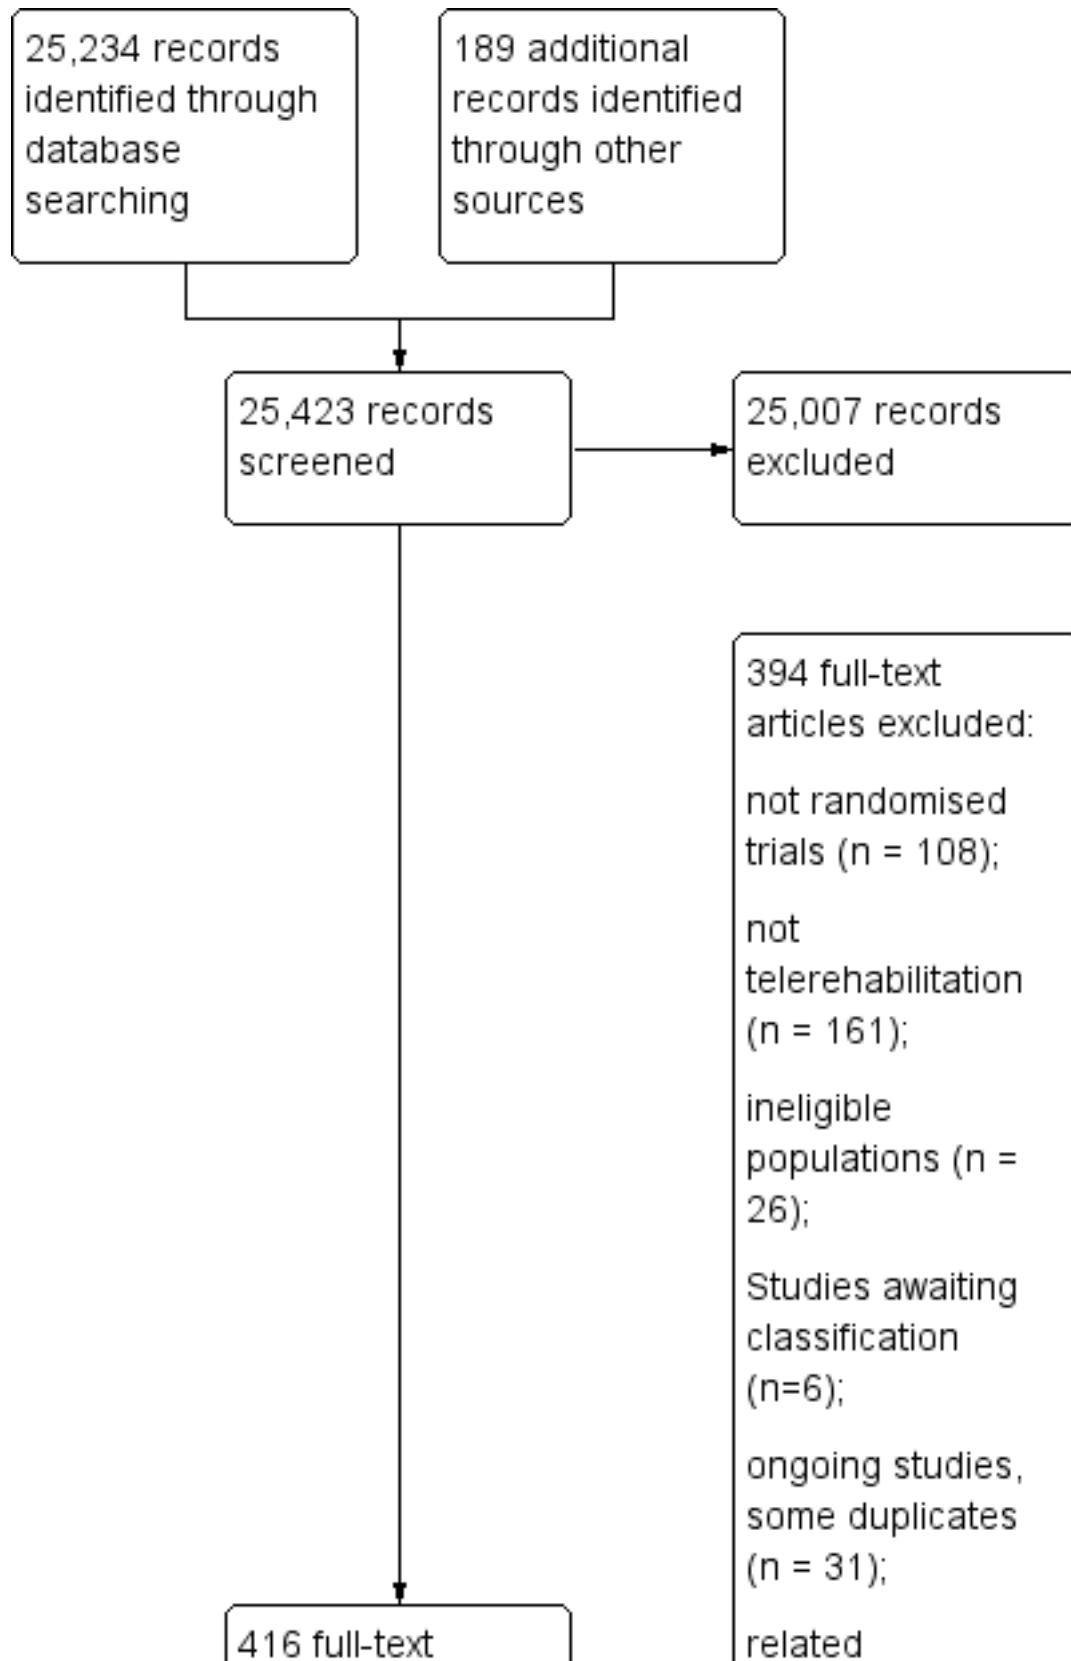 25,234 records
identified through
database
searching
189 additional
records identified
through other
sources
25,423 records
screened
25,007 records
excluded
394 full-text
articles excluded:
not randomised
trials (n = 108);
not
telerehabilitation
(n = 161);
ineligible
populations (n =
26);
Studies awaiting
classification
(n=6);
ongoing studies,
some duplicates
(n = 31);
related
416 full-text